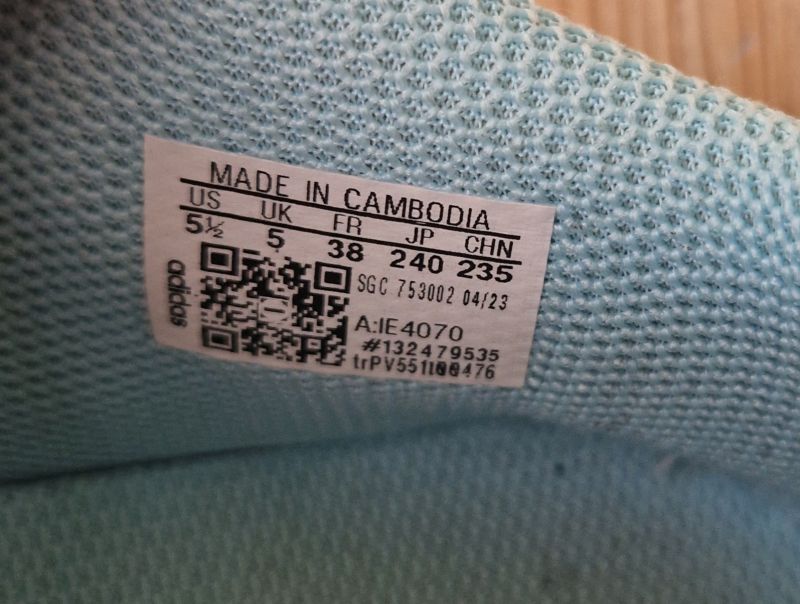 MADE IN CAMBODIA
US UK FR JP CHN
5½ 5 38 240 235
SGC 753002 04/23
adidas
A:IE4070
#132479535